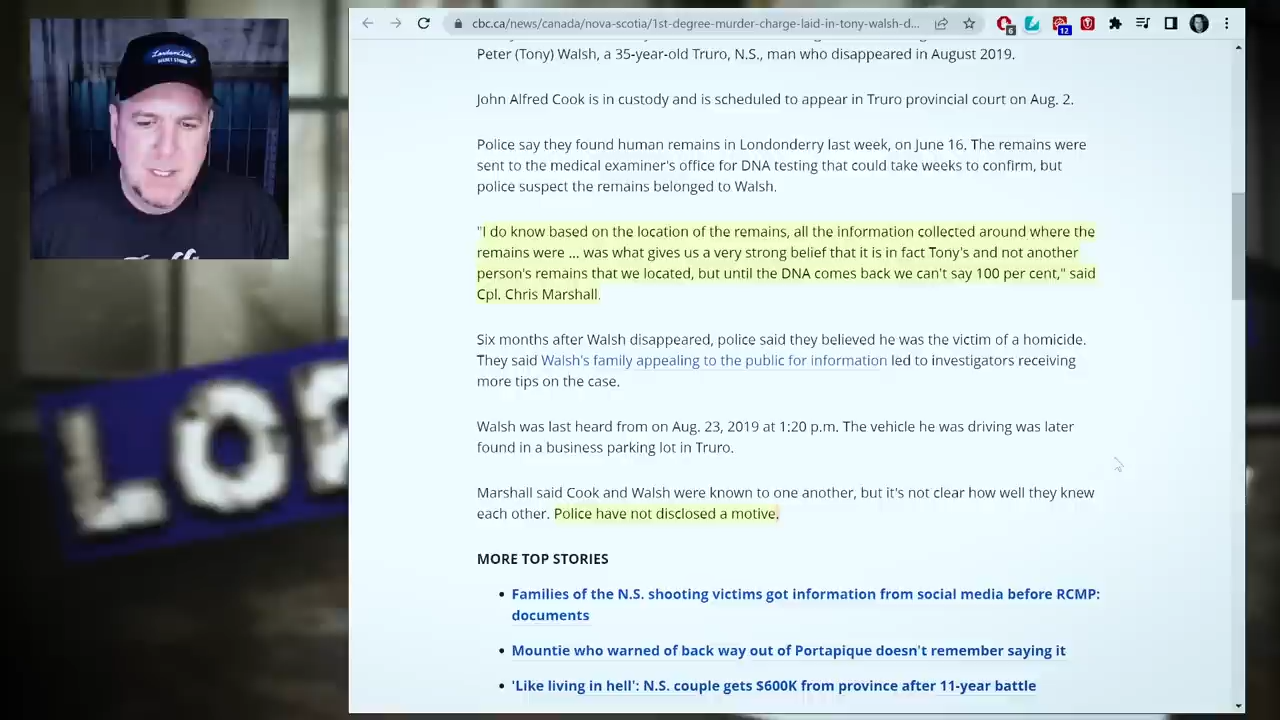 cbc.ca/news/canada/nova-scotia/1st-degree-murder-charge-laid-in-tony-walsh-d...
6
12
Peter (Tony) Walsh, a 35-year-old Truro, N.S., man who disappeared in August 2019.
John Alfred Cook is in custody and is scheduled to appear in Truro provincial court on Aug. 2.
Police say they found human remains in Londonderry last week, on June 16. The remains were
sent to the medical examiner's office for DNA testing that could take weeks to confirm, but
police suspect the remains belonged to Walsh.
"I do know based on the location of the remains, all the information collected around where the
remains were ... was what gives us a very strong belief that it is in fact Tony's and not another
person's remains that we located, but until the DNA comes back we can't say 100 per cent," said
Cpl. Chris Marshall.
Six months after Walsh disappeared, police said they believed he was the victim of a homicide.
They said Walsh's family appealing to the public for information led to investigators receiving
more tips on the case.
Walsh was last heard from on Aug. 23, 2019 at 1:20 p.m. The vehicle he was driving was later
found in a business parking lot in Truro.
Marshall said Cook and Walsh were known to one another, but it's not clear how well they knew
each other. Police have not disclosed a motive.
MORE TOP STORIES
• Families of the N.S. shooting victims got information from social media before RCMP:
documents
• Mountie who warned of back way out of Portapique doesn't remember saying it
• 'Like living in hell': N.S. couple gets $600K from province after 11-year battle